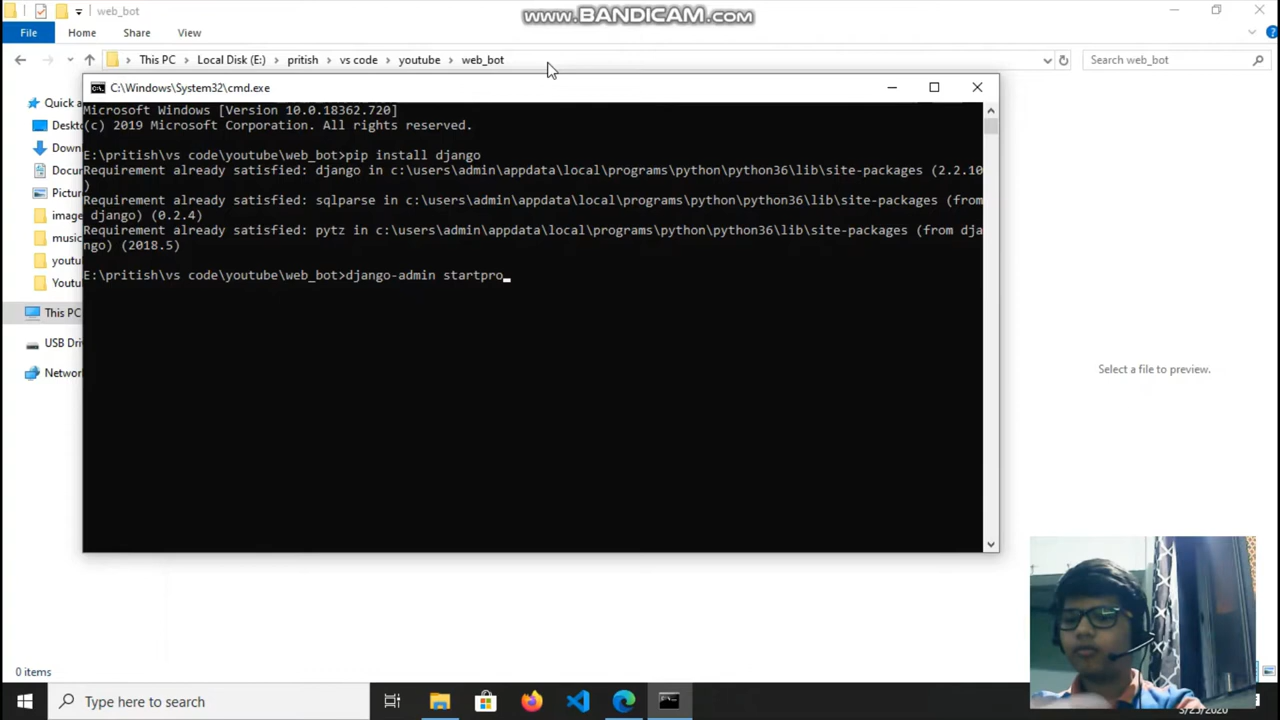 web_bot
www.BANDICAM.com
File
Home
Share
View
This PC
Local Disk (E:)
pritish
vs code
youtube
web_bot
Search web_bot
C:\Windows\System32\cmd.exe
Quick a
Deskto
Down
Docum
Picture
image
music
youtu
Youtu
This PC
USB Driv
Networ
Microsoft Windows [Version 10.0.18362.720]
(c) 2019 Microsoft Corporation. All rights reserved.
E:\pritish\vs code\youtube\web_bot>pip install django
Requirement already satisfied: django in c:\users\admin\appdata\local\programs\python\python36\lib\site-packages (2.2.10
)
Requirement already satisfied: sqlparse in c:\users\admin\appdata\local\programs\python\python36\lib\site-packages (from
django) (0.2.4)
Requirement already satisfied: pytz in c:\users\admin\appdata\local\programs\python\python36\lib\site-packages (from dja
ngo) (2018.5)
E:\pritish\vs code\youtube\web_bot>django-admin startpro_
Select a file to preview.
0 items
Type here to search